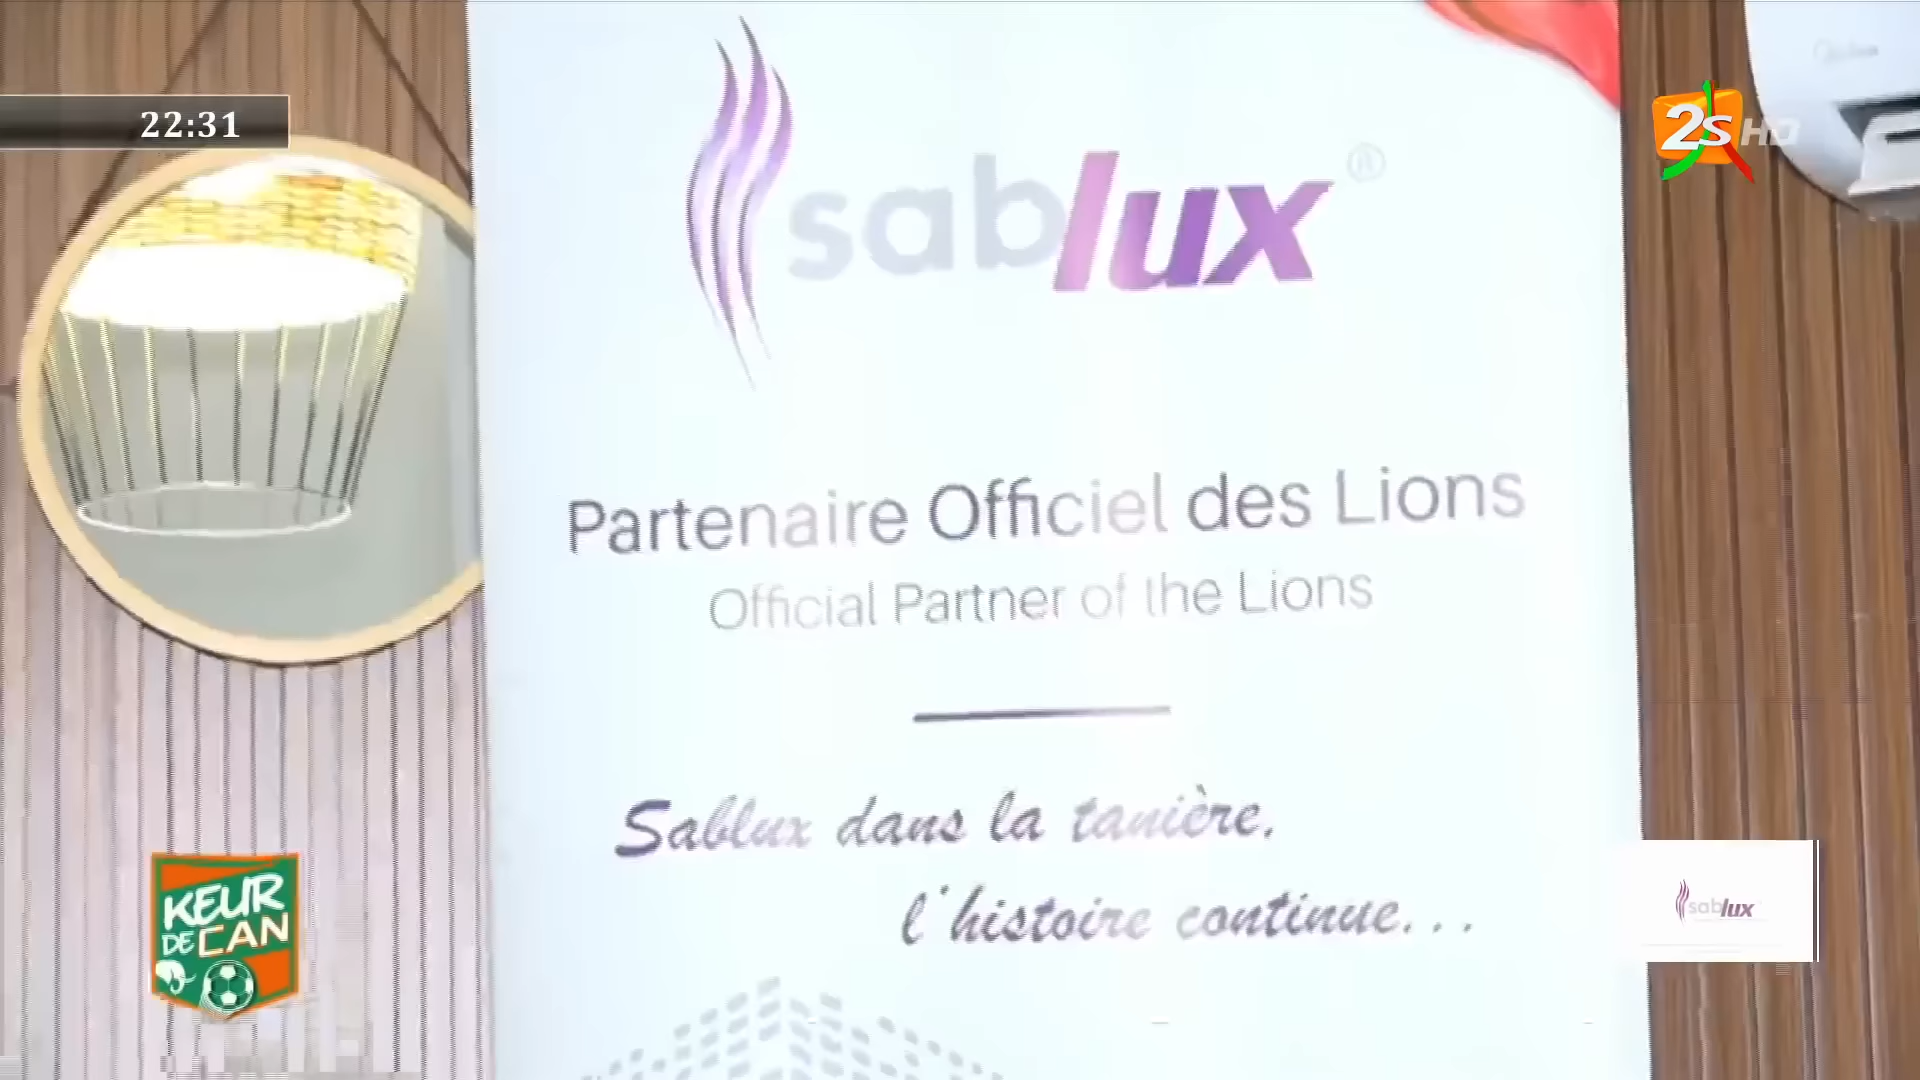 22:31
2s HD
sablux ®
Partenaire Officiel des Lions
Official Partner of the Lions
Sablux dans la tanière,
l'histoire continue...
KEUR
DE CAN
sablux